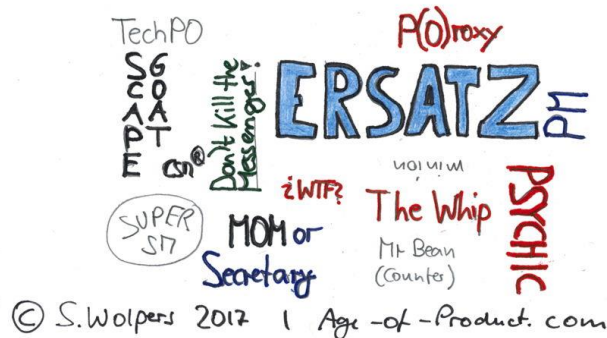 TechPO
P(O)roxy
SCAPE
GOAT
Don't Kill the
Messenger!
ERSATZ
PM
CSM®
minion
¿WTF?
The Whip
PSYCHIC
SUPER
SM
MOM or
Secretary
Mr Bean
(Counter)
© S.Wolpers 2017 | Age-of-Product.com